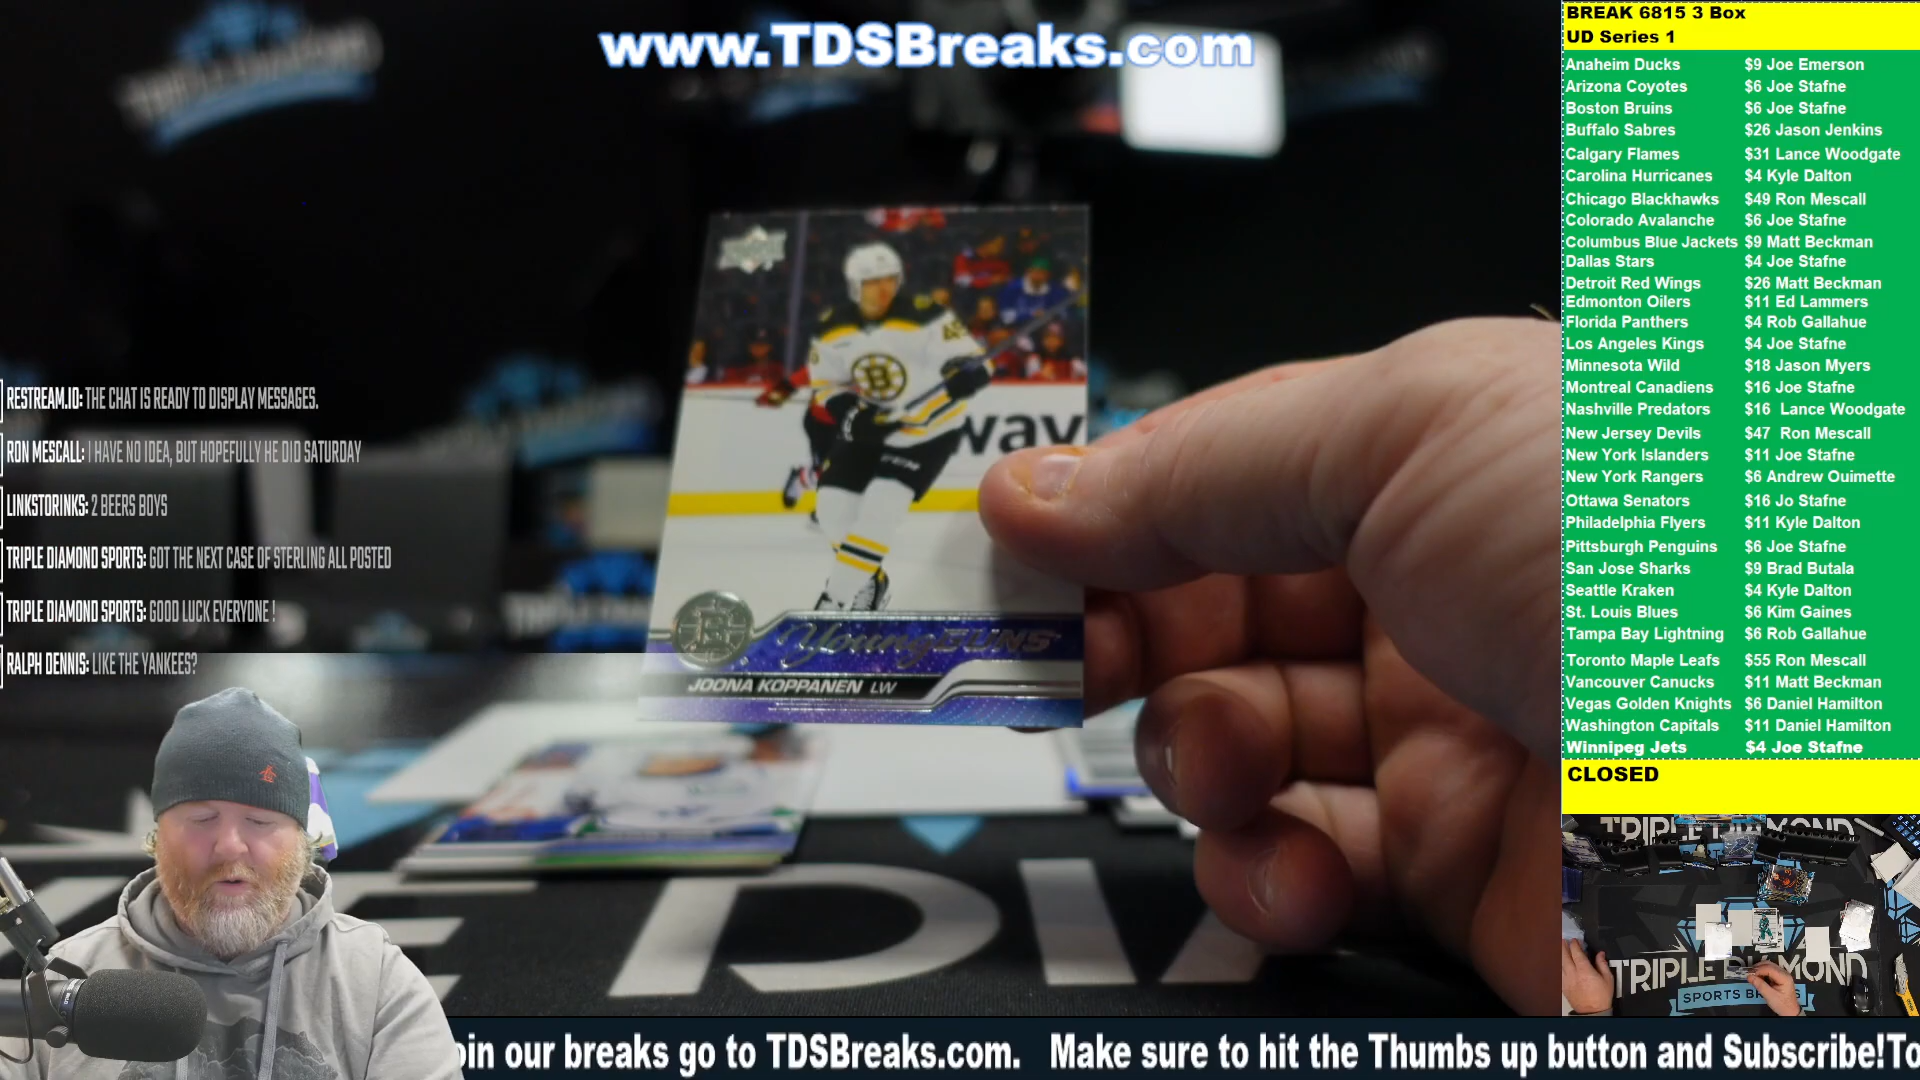 www.TDSBreaks.com
BREAK 6815 3 Box
UD Series 1
Anaheim Ducks $9 Joe Emerson
Arizona Coyotes $6 Joe Stafne
Boston Bruins $6 Joe Stafne
Buffalo Sabres $26 Jason Jenkins
Calgary Flames $31 Lance Woodgate
Carolina Hurricanes $4 Kyle Dalton
Chicago Blackhawks $49 Ron Mescall
Colorado Avalanche $6 Joe Stafne
Columbus Blue Jackets $9 Matt Beckman
Dallas Stars $4 Joe Stafne
Detroit Red Wings $26 Matt Beckman
Edmonton Oilers $11 Ed Lammers
Florida Panthers $4 Rob Gallahue
Los Angeles Kings $4 Joe Stafne
Minnesota Wild $18 Jason Myers
Montreal Canadiens $16 Joe Stafne
Nashville Predators $16 Lance Woodgate
New Jersey Devils $47 Ron Mescall
New York Islanders $11 Joe Stafne
New York Rangers $6 Andrew Ouimette
Ottawa Senators $16 Jo Stafne
Philadelphia Flyers $11 Kyle Dalton
Pittsburgh Penguins $6 Joe Stafne
San Jose Sharks $9 Brad Butala
Seattle Kraken $4 Kyle Dalton
St. Louis Blues $6 Kim Gaines
Tampa Bay Lightning $6 Rob Gallahue
Toronto Maple Leafs $55 Ron Mescall
Vancouver Canucks $11 Matt Beckman
Vegas Golden Knights $6 Daniel Hamilton
Washington Capitals $11 Daniel Hamilton
Winnipeg Jets $4 Joe Stafne
CLOSED
RESTREAM.IO: THE CHAT IS READY TO DISPLAY MESSAGES.
RON MESCALL: I HAVE NO IDEA, BUT HOPEFULLY HE DID SATURDAY
LINKSTORINKS: 2 BEERS BOYS
TRIPLE DIAMOND SPORTS: GOT THE NEXT CASE OF STERLING ALL POSTED
TRIPLE DIAMOND SPORTS: GOOD LUCK EVERYONE !
RALPH DENNIS: LIKE THE YANKEES?
way
B
Young GUNS
JOONA KOPPANEN LW
TRIPLE DIAMOND
TRIPLE DIAMOND
SPORTS BR
DIA
oin our breaks go to TDSBreaks.com. Make sure to hit the Thumbs up button and Subscribe!To